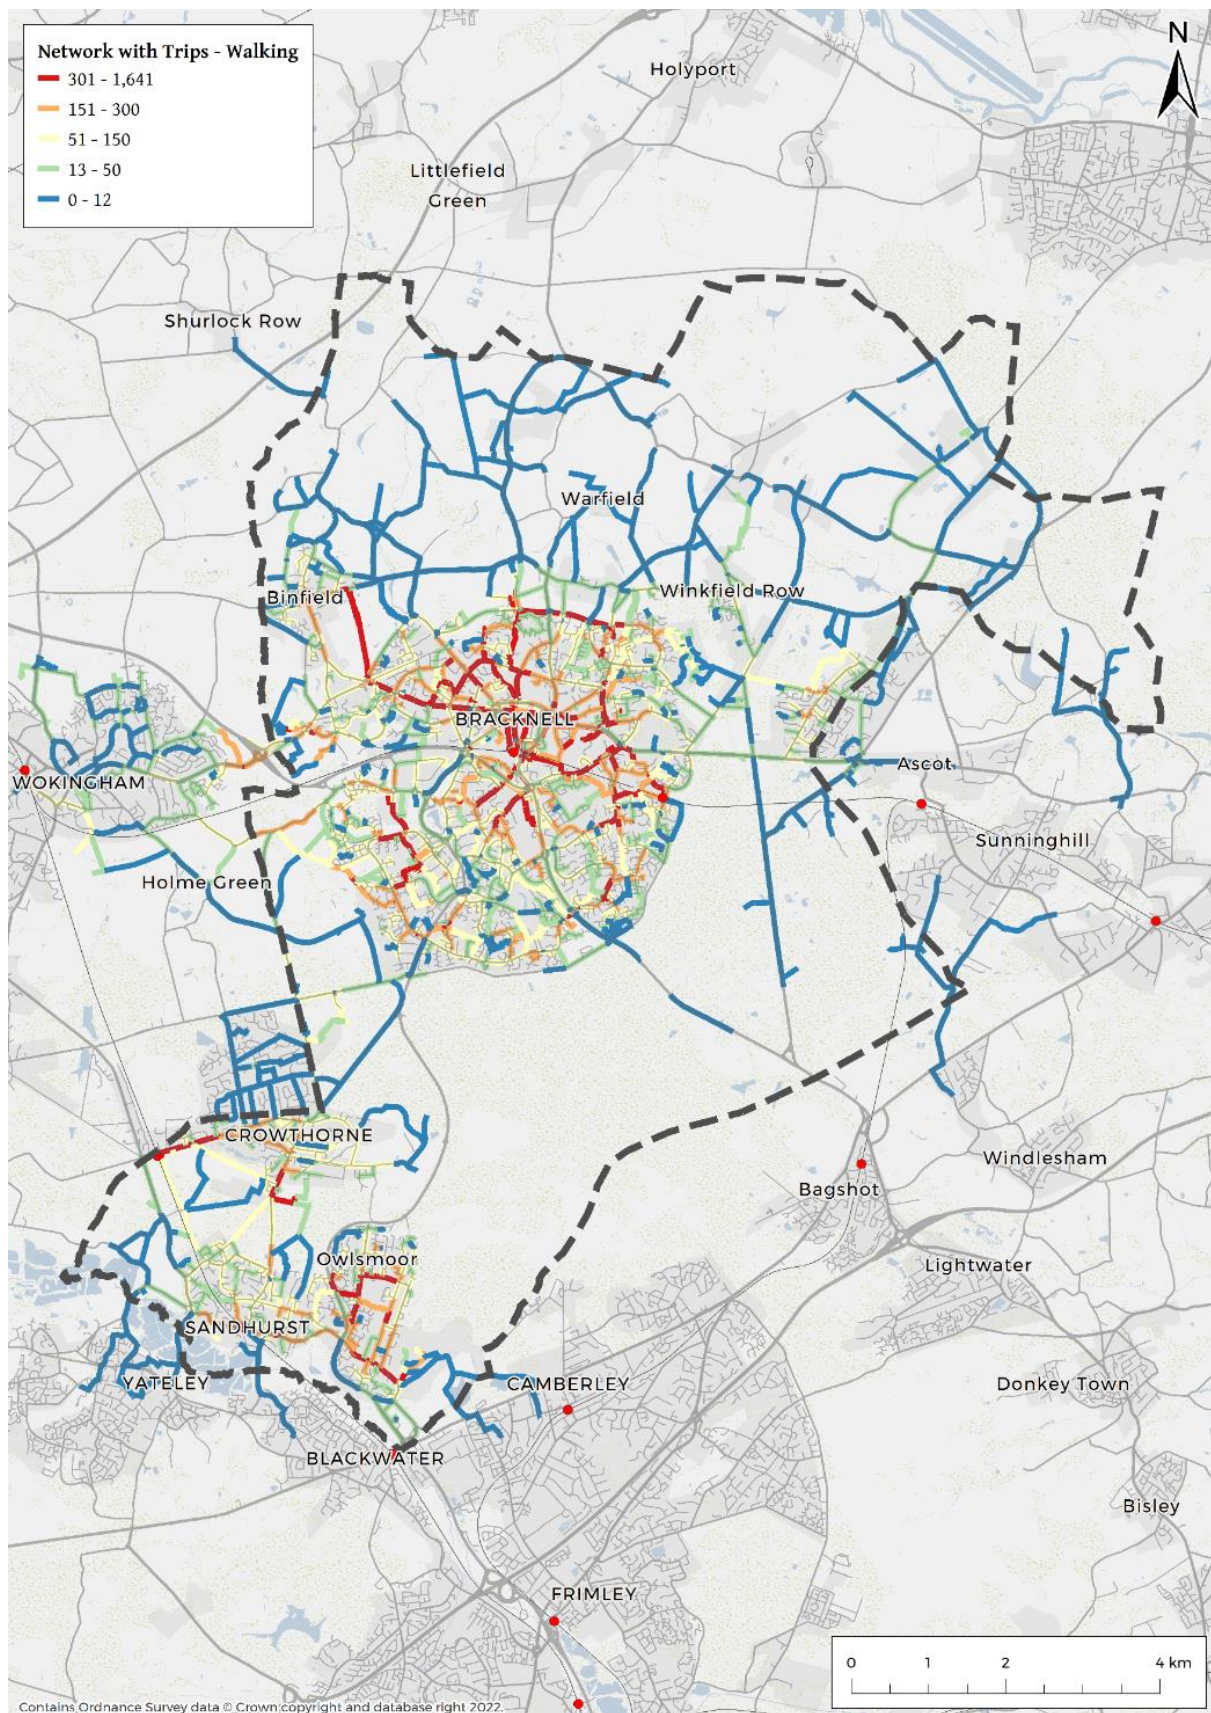 Network with Trips - Walking
301 - 1,641
151 - 300
51 - 150
13 - 50
0 - 12
N
Holyport
Littlefield
Green
Shurlock Row
Warfield
Binfield
Winkfield Row
BRACKNELL
WOKINGHAM
Ascot
Sunninghill
Holme Green
CROWTHORNE
Windlesham
Bagshot
Owlsmoor
Lightwater
SANDHURST
YATELEY
CAMBERLEY
Donkey Town
BLACKWATER
Bisley
FRIMLEY
0 1 2 4 km
Contains Ordnance Survey data © Crown copyright and database right 2022.